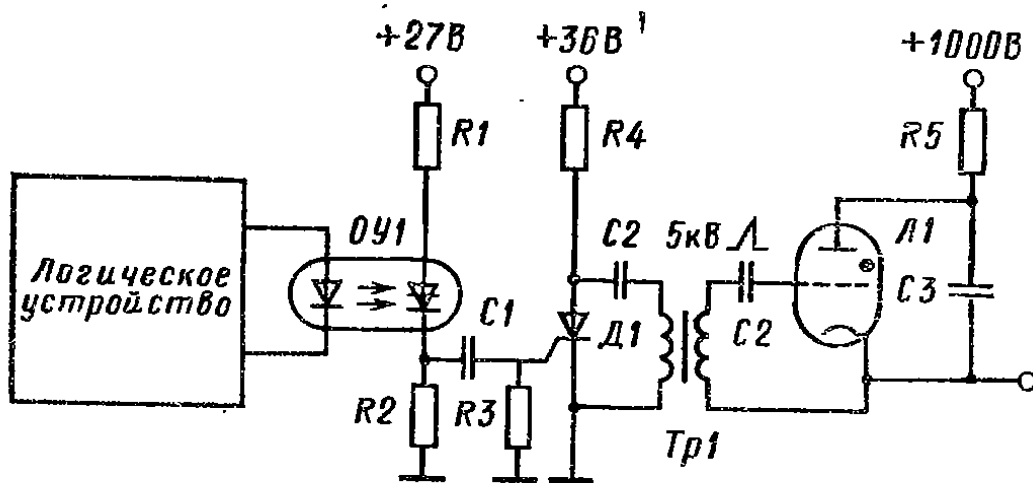 +27В
+36В
+1000В
R1
R4
R5
ОУ1
C2
5кВ
Л1
Логическое
устройство
C1
Д1
C2
C3
R2
R3
Тр1